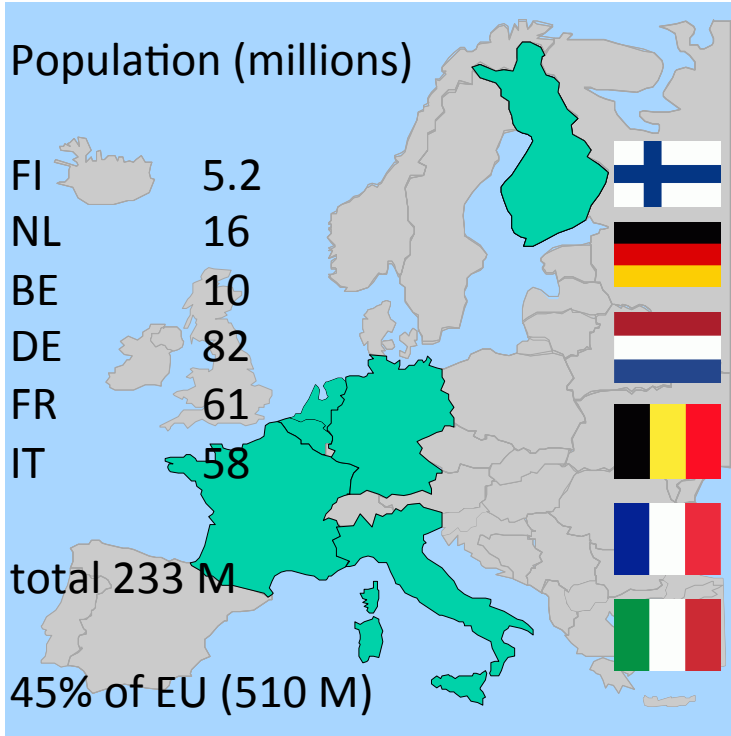 Population (millions)
FI 5.2
NL 16
BE 10
DE 82
FR 61
IT 58
total 233 M
45% of EU (510 M)